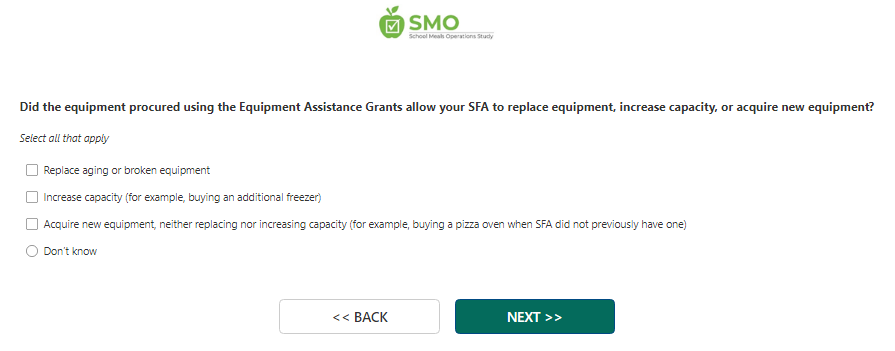 SMO
School Meals Operations Study
Did the equipment procured using the Equipment Assistance Grants allow your SFA to replace equipment, increase capacity, or acquire new equipment?
Select all that apply
Replace aging or broken equipment
Increase capacity (for example, buying an additional freezer)
Acquire new equipment, neither replacing nor increasing capacity (for example, buying a pizza oven when SFA did not previously have one)
Don't know
<< BACK
NEXT >>